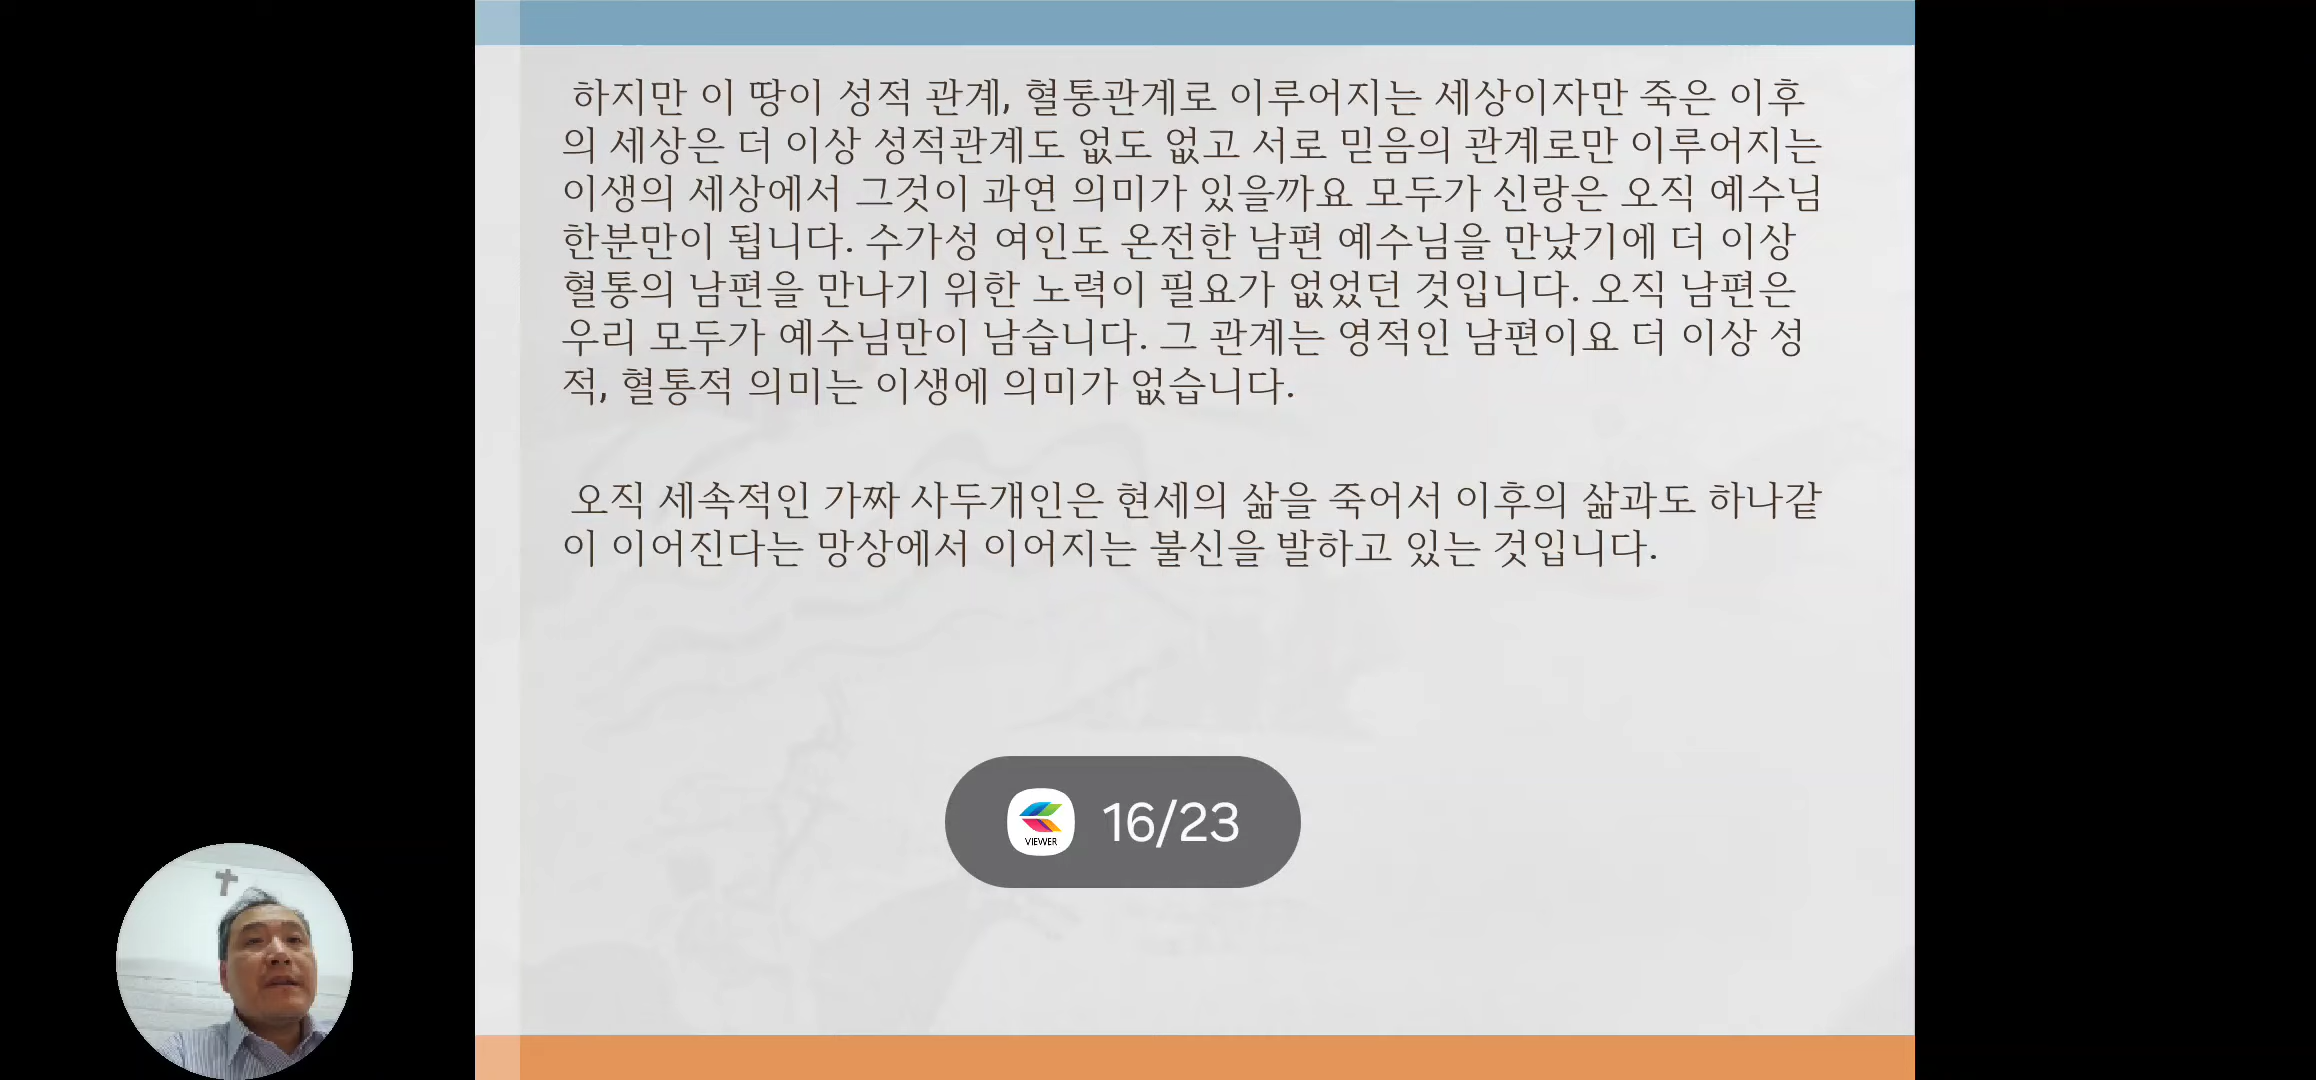 하지만 이 땅이 성적 관계, 혈통관계로 이루어지는 세상이자만 죽은 이후
의 세상은 더 이상 성적관계도 없도 없고 서로 믿음의 관계로만 이루어지는
이생의 세상에서 그것이 과연 의미가 있을까요 모두가 신랑은 오직 예수님
한분만이 됩니다. 수가성 여인도 온전한 남편 예수님을 만났기에 더 이상
혈통의 남편을 만나기 위한 노력이 필요가 없었던 것입니다. 오직 남편은
우리 모두가 예수님만이 남습니다. 그 관계는 영적인 남편이요 더 이상 성
적, 혈통적 의미는 이생에 의미가 없습니다.
오직 세속적인 가짜 사두개인은 현세의 삶을 죽어서 이후의 삶과도 하나같
이 이어진다는 망상에서 이어지는 불신을 발하고 있는 것입니다.
VIEWER 16/23